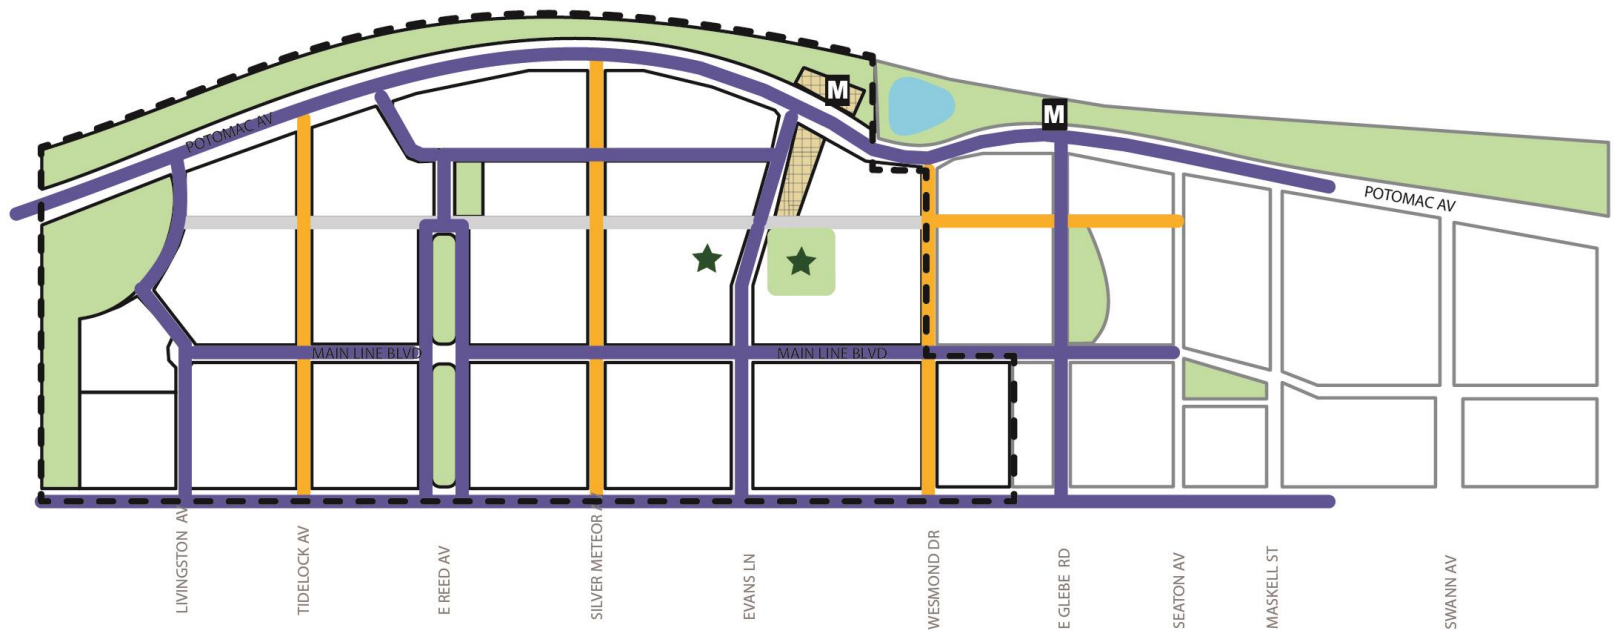 M
M
POTOMAC AV
POTOMAC AV
MAIN LINE BLVD
MAIN LINE BLVD
LIVINGSTON AV
TIDELOCK AV
E REED AV
SILVER METEOR
EVANS LN
WESMOND DR
E GLEBE RD
SEATON AV
MASKELL ST
SWANN AV